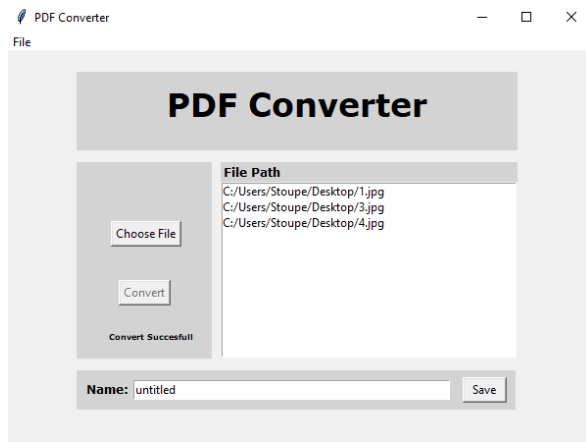 PDF Converter
File
PDF Converter
File Path
C:/Users/Stoupe/Desktop/1.jpg
C:/Users/Stoupe/Desktop/3.jpg
C:/Users/Stoupe/Desktop/4.jpg
Choose File
Convert
Convert Succesfull
Name: untitled Save